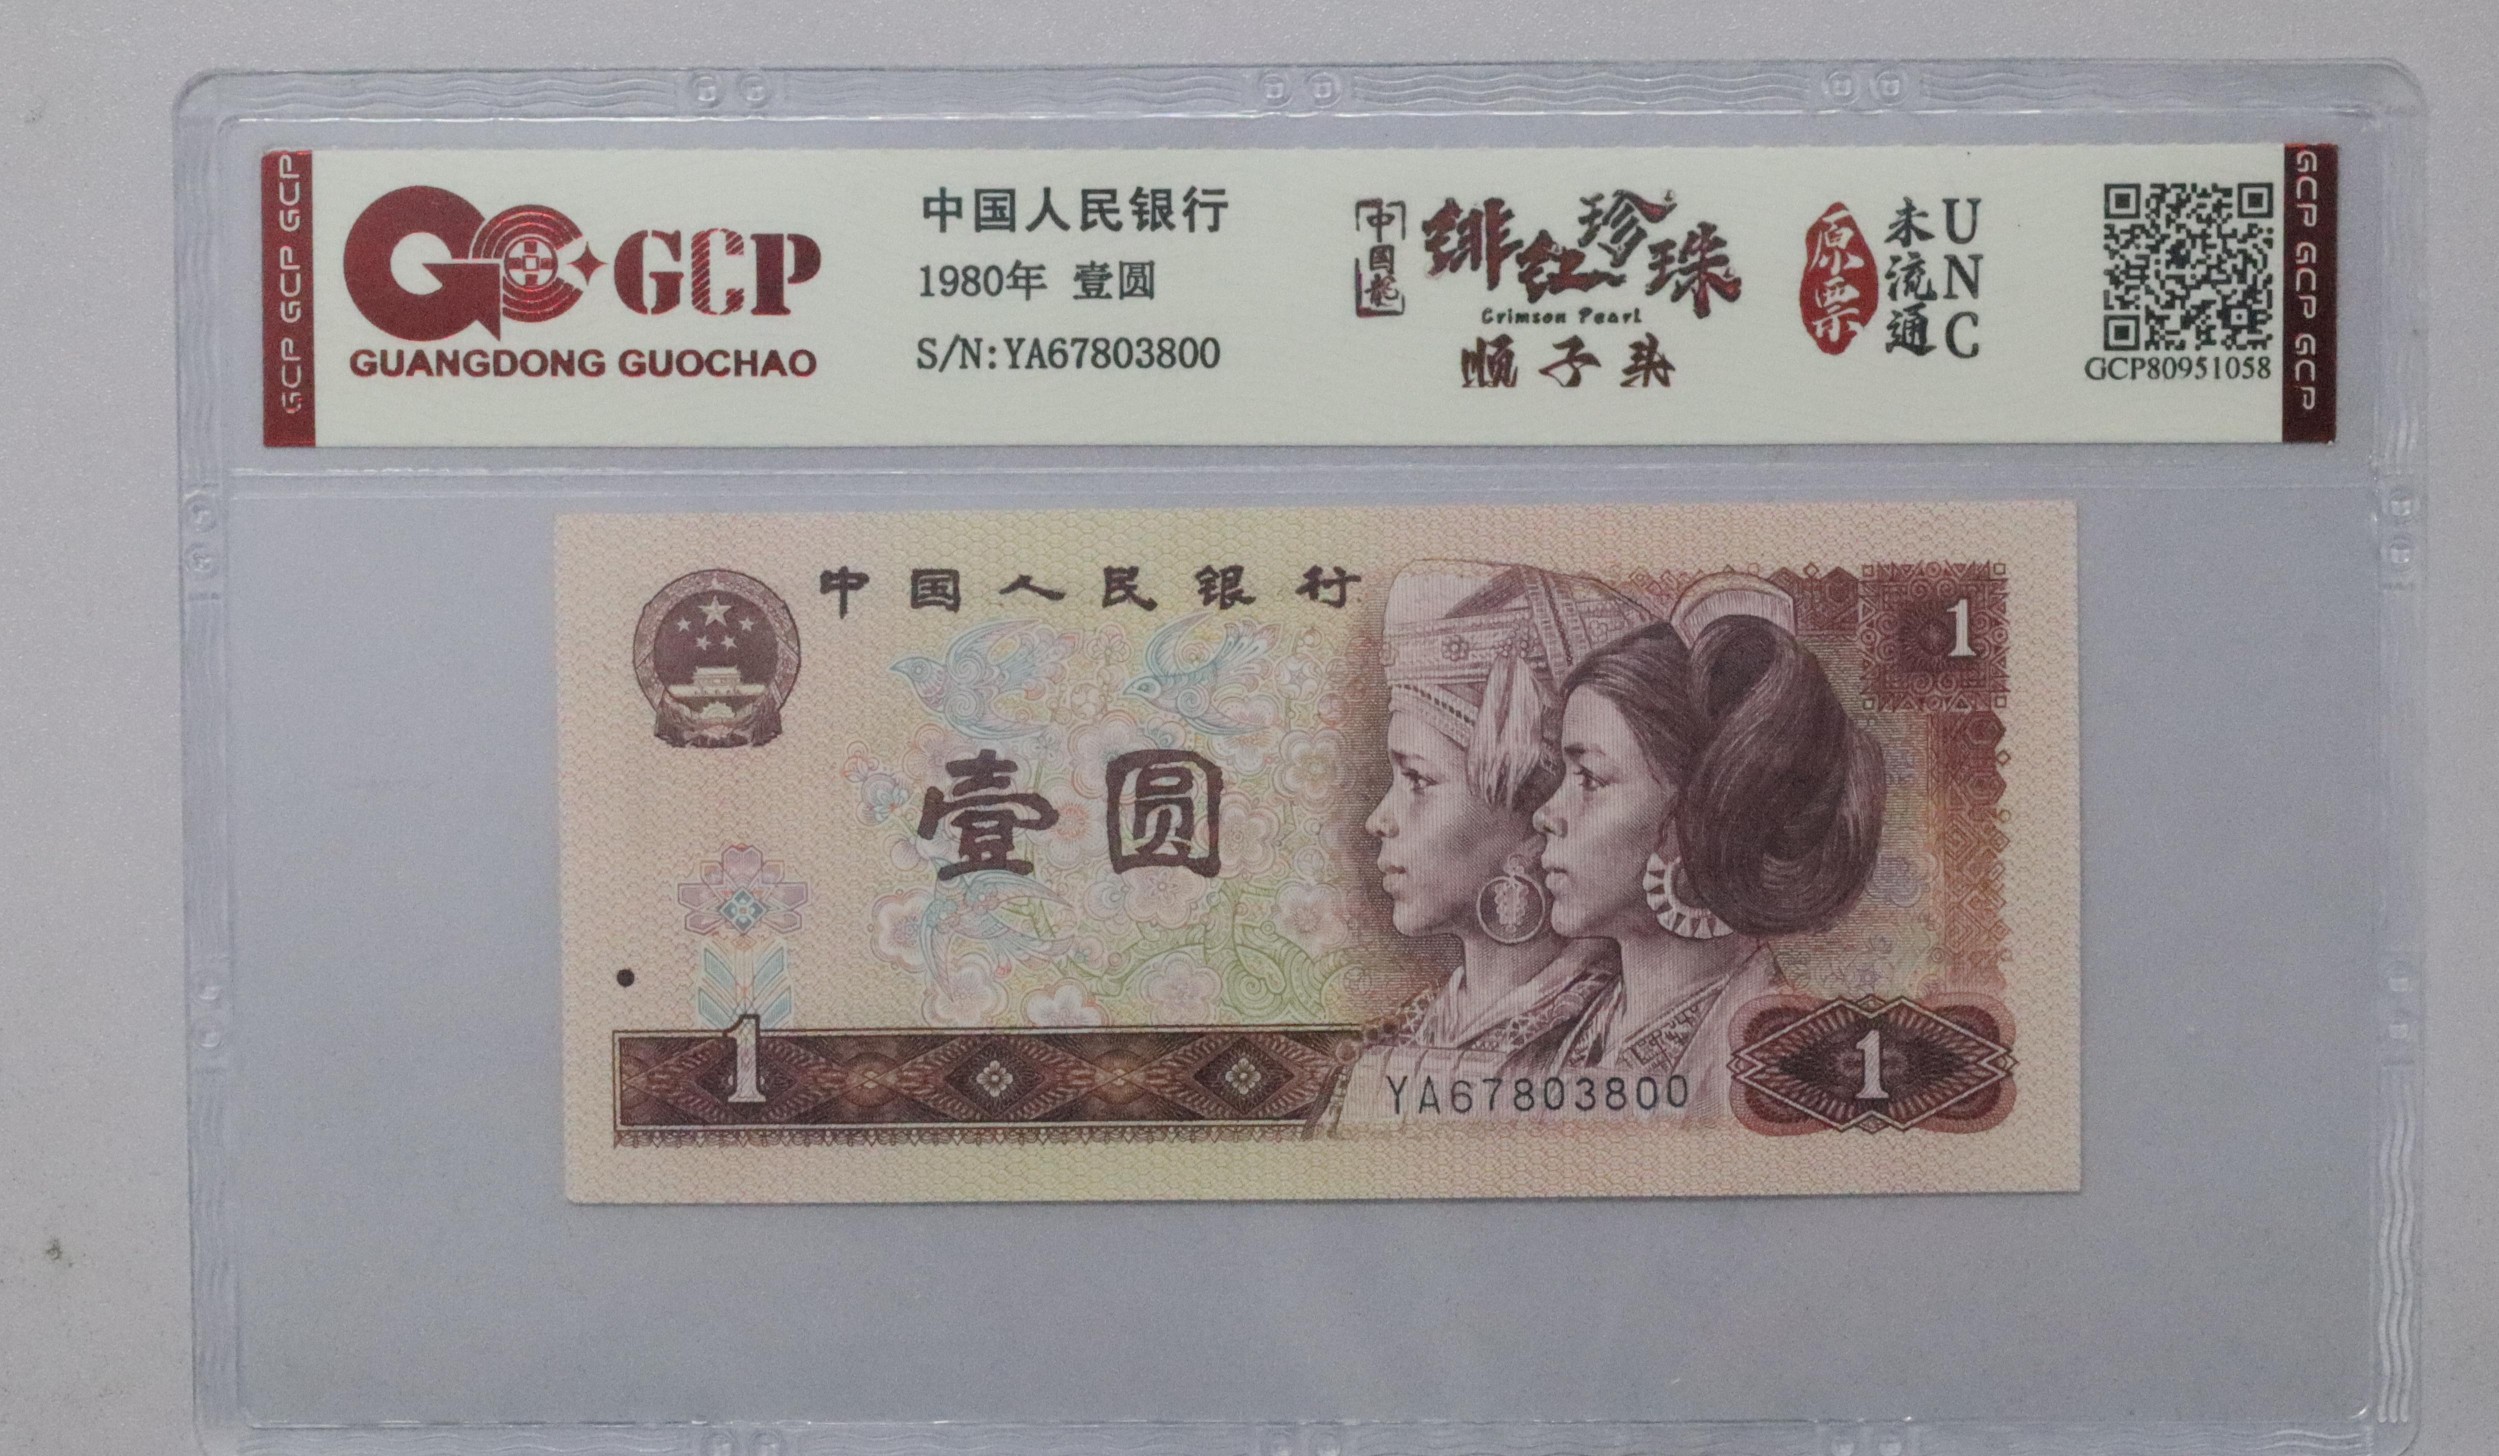 GCP GCP GCP
GCP
GUANGDONG GUOCHAO
中国人民银行
1980年 壹圆
S/N:YA67803800
中国龍
绯红珍珠
Crimson Pearl
顺子头
原票
未流通
UNC
GCP80951058
GCP GCP GCP
中国人民银行
1
壹圆
1
YA67803800
1